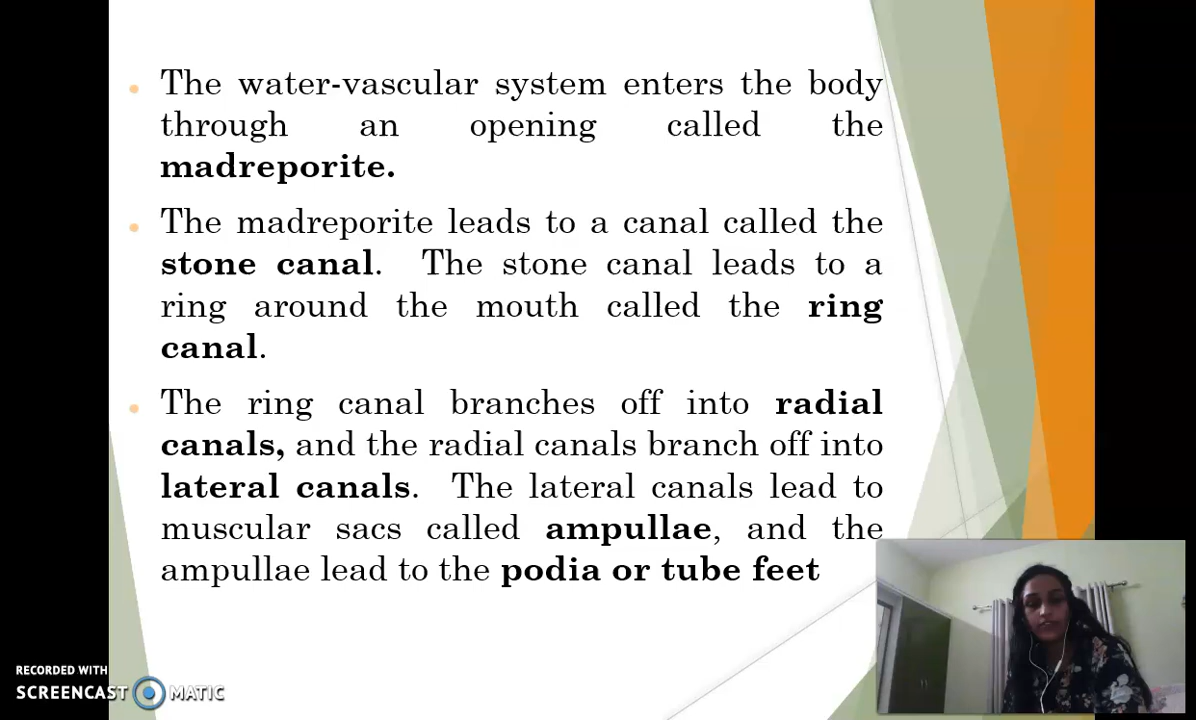 The water-vascular system enters the body
through an opening called the
madreporite.
The madreporite leads to a canal called the
stone canal. The stone canal leads to a
ring around the mouth called the ring
canal.
The ring canal branches off into radial
canals, and the radial canals branch off into
lateral canals. The lateral canals lead to
muscular sacs called ampullae, and the
ampullae lead to the podia or tube feet
RECORDED WITH
SCREENCAST MATIC